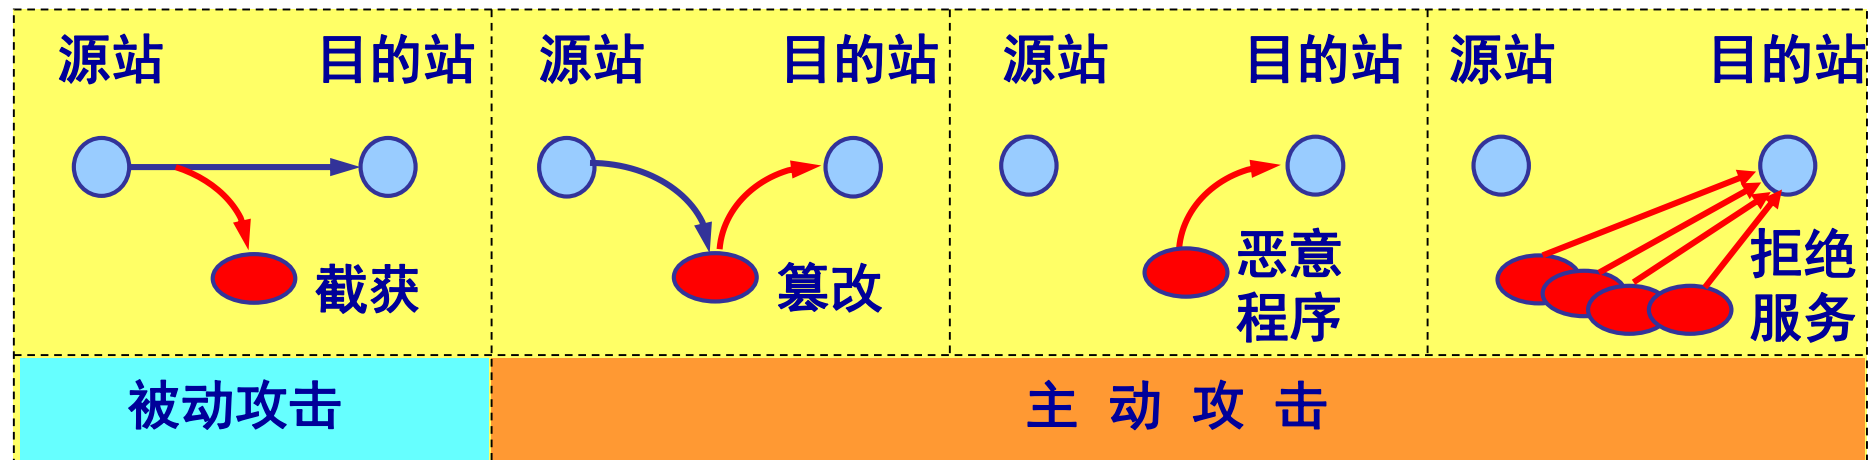 源站 目的站 源站 目的站 源站 目的站 源站 目的站
截获
篡改
恶意
程序
拒绝
服务
被动攻击
主 动 攻 击